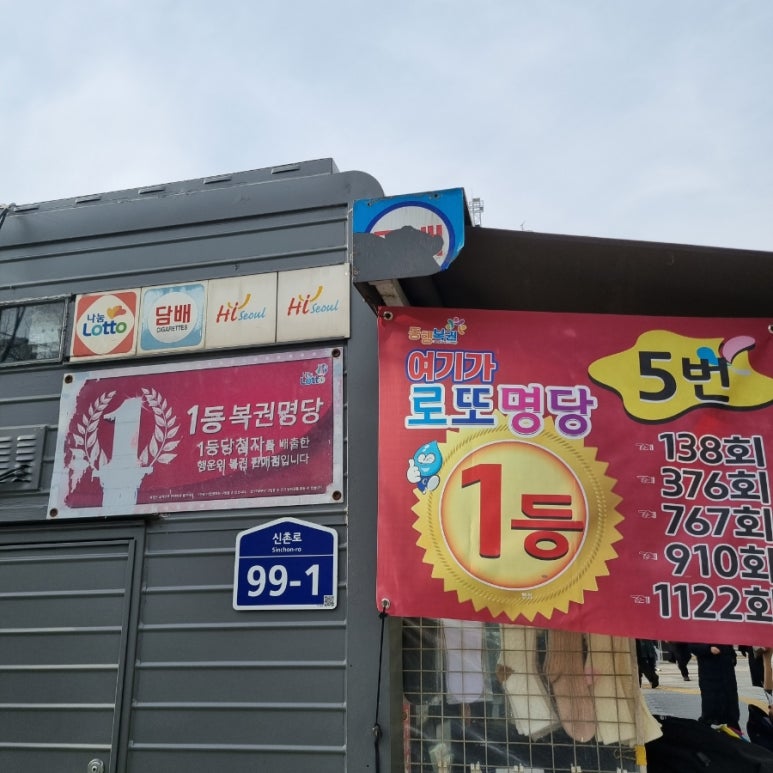 나눔
Lotto
담배
CIGARETTES
Hi Seoul
Hi Seoul
1등 복권명당
1등당첨자를 배출한
행운의 복권 판매점입니다
1
신촌로
Sinchon-ro
99-1
동행복권
여기가
로또명당
1등
5번
138회
376회
767회
910회
1122회